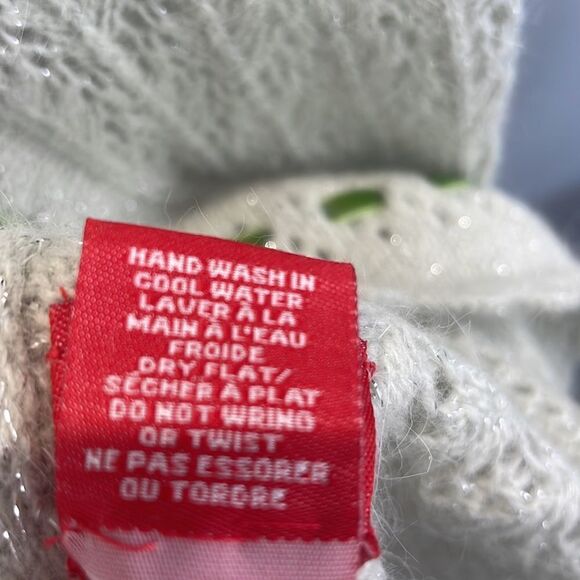 HAND WASH IN
COOL WATER
LAVER À LA
MAIN À L'EAU
FROIDE
DRY FLAT/
SÉCHER À PLAT
DO NOT WRING
OR TWIST
NE PAS ESSORER
OU TORDRE